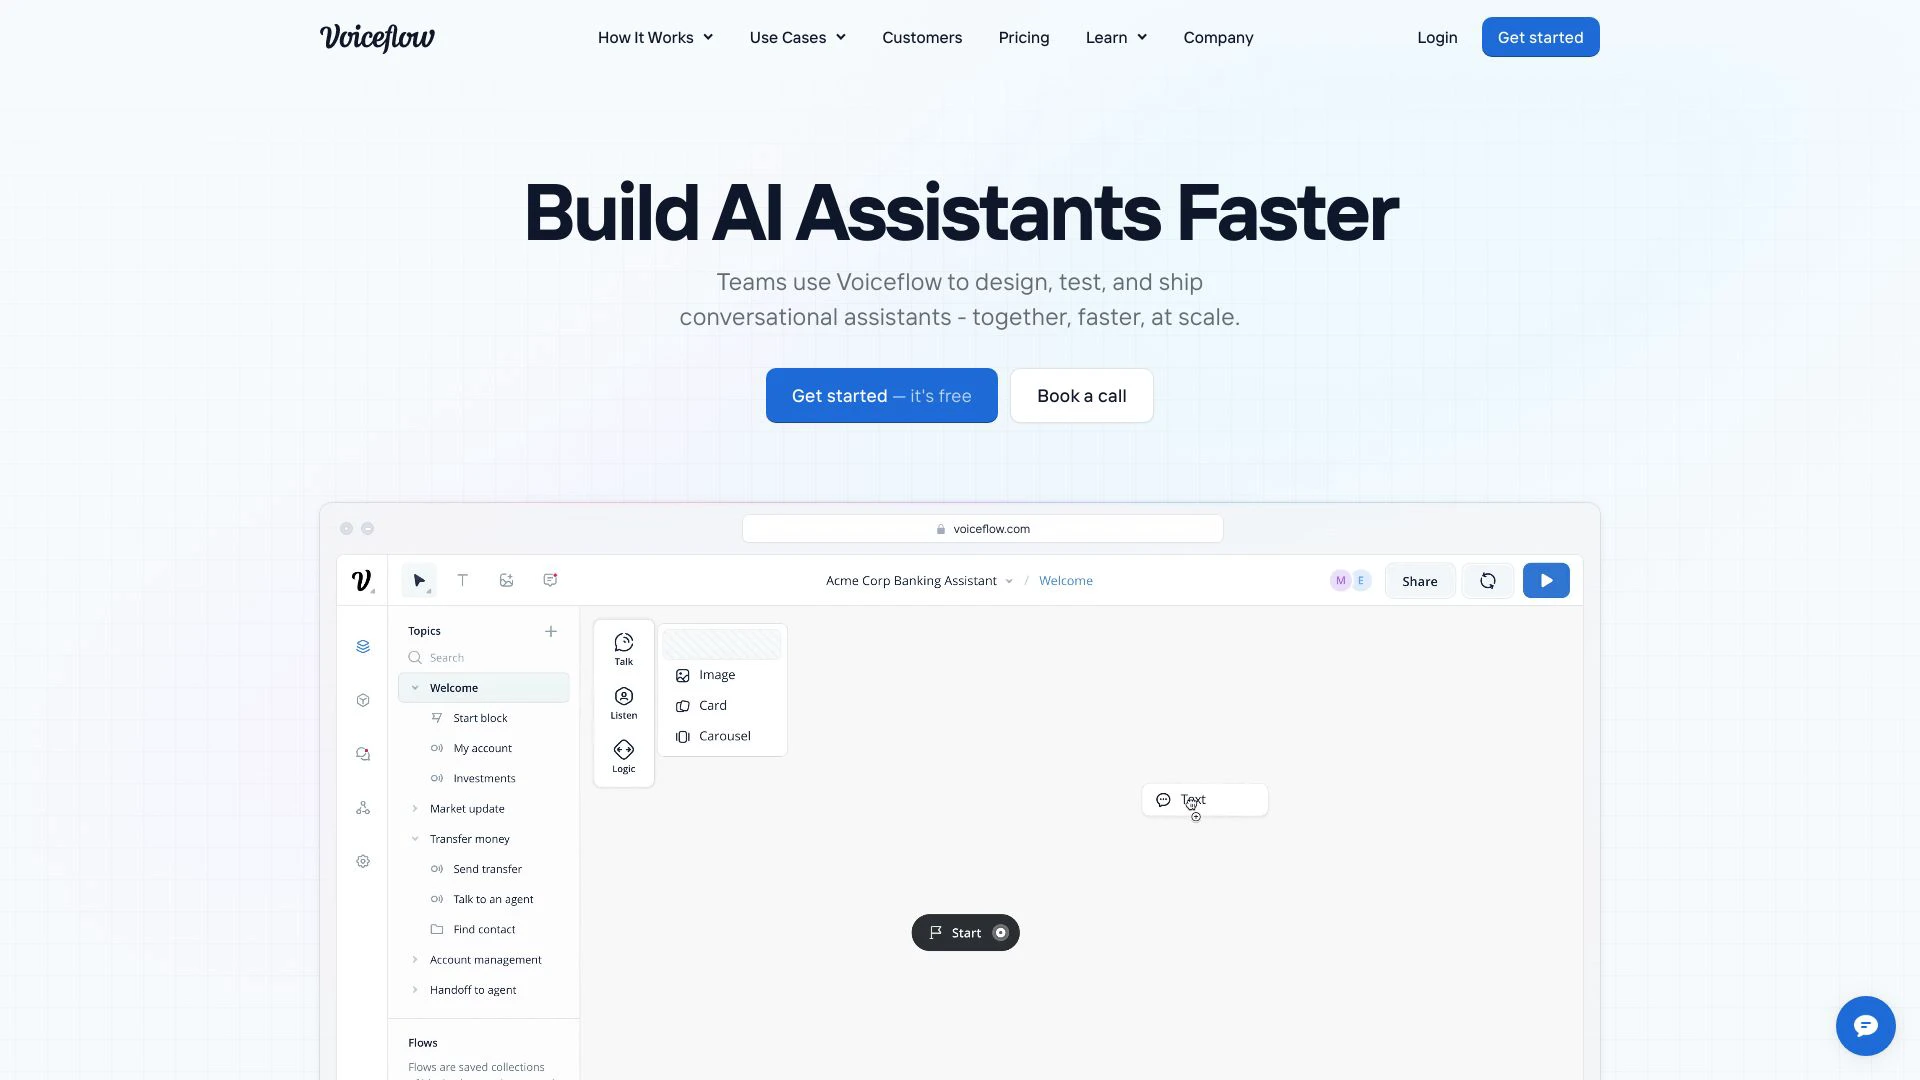 Voiceflow
How It Works
Use Cases
Customers
Pricing
Learn
Company
Login
Get started
Build AI Assistants Faster
Teams use Voiceflow to design, test, and ship
conversational assistants - together, faster, at scale.
Get started — it's free
Book a call
voiceflow.com
V
T
Acme Corp Banking Assistant / Welcome
M
E
Share
Topics
Search
Welcome
Start block
My account
Investments
Market update
Transfer money
Send transfer
Talk to an agent
Find contact
Account management
Handoff to agent
Flows
Flows are saved collections
Talk
Listen
Logic
Image
Card
Carousel
Text
Start